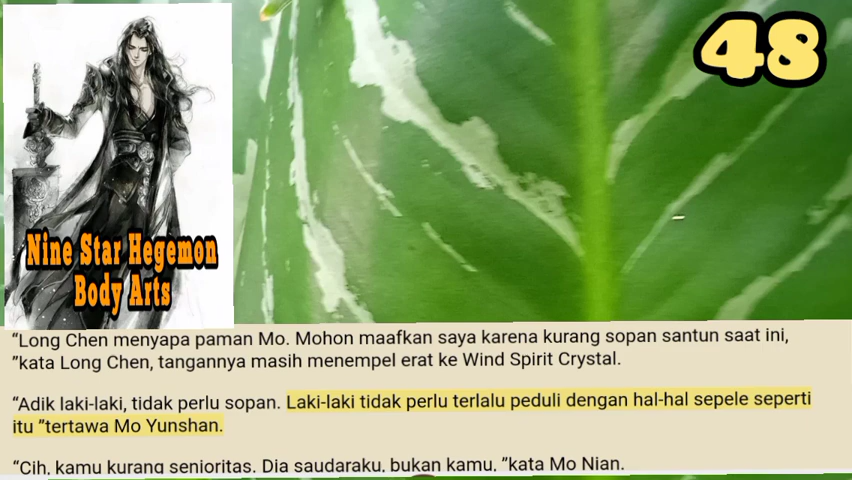 48
Nine Star Hegemon
Body Arts
“Long Chen menyapa paman Mo. Mohon maafkan saya karena kurang sopan santun saat ini,
”kata Long Chen, tangannya masih menempel erat ke Wind Spirit Crystal.
“Adik laki-laki, tidak perlu sopan. Laki-laki tidak perlu terlalu peduli dengan hal-hal sepele seperti
itu ”tertawa Mo Yunshan.
“Cih, kamu kurang senioritas. Dia saudaraku, bukan kamu, ”kata Mo Nian.